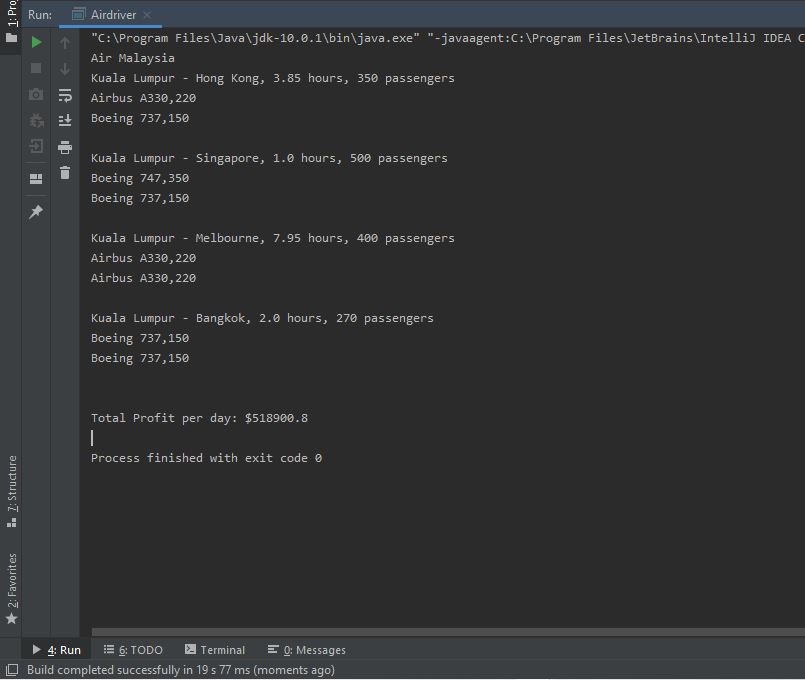 1: Pro
Run: Airdriver
"C:\Program Files\Java\jdk-10.0.1\bin\java.exe" "-javaagent:C:\Program Files\JetBrains\IntelliJ IDEA C
Air Malaysia
Kuala Lumpur - Hong Kong, 3.85 hours, 350 passengers
Airbus A330,220
Boeing 737,150
Kuala Lumpur - Singapore, 1.0 hours, 500 passengers
Boeing 747,350
Boeing 737,150
Kuala Lumpur - Melbourne, 7.95 hours, 400 passengers
Airbus A330,220
Airbus A330,220
Kuala Lumpur - Bangkok, 2.0 hours, 270 passengers
Boeing 737,150
Boeing 737,150
Total Profit per day: $518900.8
Process finished with exit code 0
7: Structure
2: Favorites
4: Run 6: TODO Terminal 0: Messages
Build completed successfully in 19 s 77 ms (moments ago)